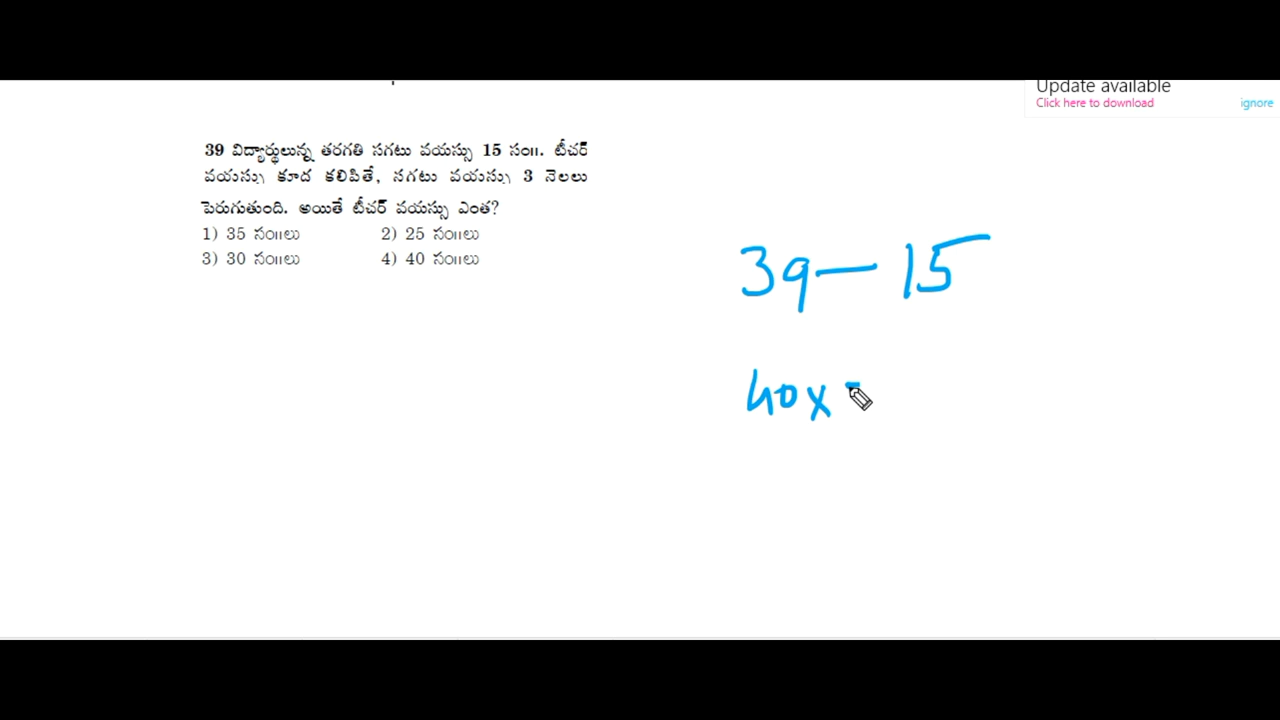 Update available
Click here to download ignore
39 విద్యార్థులున్న తరగతి సగటు వయస్సు 15 సం॥. టీచర్
వయస్సు కూడ కలిపితే, సగటు వయస్సు 3 నెలలు
పెరుగుతుంది. అయితే టీచర్ వయస్సు ఎంత?
1) 35 సం॥లు 2) 25 సం॥లు
3) 30 సం॥లు 4) 40 సం॥లు
39 — 15
40x